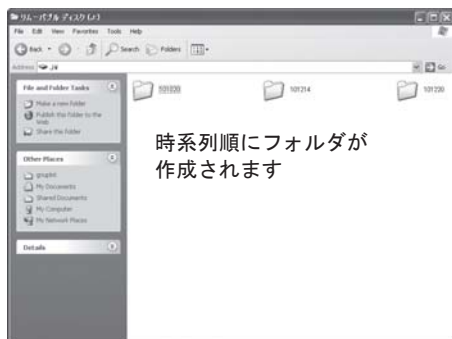 リムーバブル ディスク (J:)
File Edit View Favorites Tools Help
Back Search Folders
Address J:\ Go
File and Folder Tasks
Make a new folder
Publish this folder to the
Web
Share this folder
Other Places
My Documents
Shared Documents
My Computer
My Network Places
Details
101214
時系列順にフォルダが
作成されます